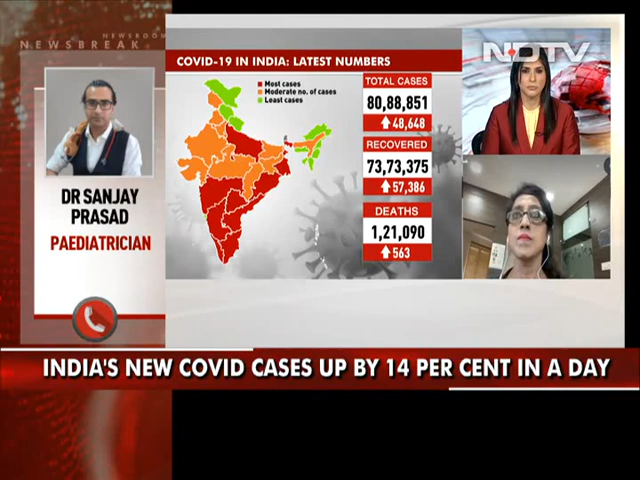 NEWSROOM
NEWSBREAK
COVID-19 IN INDIA: LATEST NUMBERS
NDTV
Most cases
Moderate no. of cases
Least cases
TOTAL CASES
80,88,851
48,648
RECOVERED
73,73,375
57,386
DEATHS
1,21,090
563
DR SANJAY
PRASAD
PAEDIATRICIAN
INDIA'S NEW COVID CASES UP BY 14 PER CENT IN A DAY